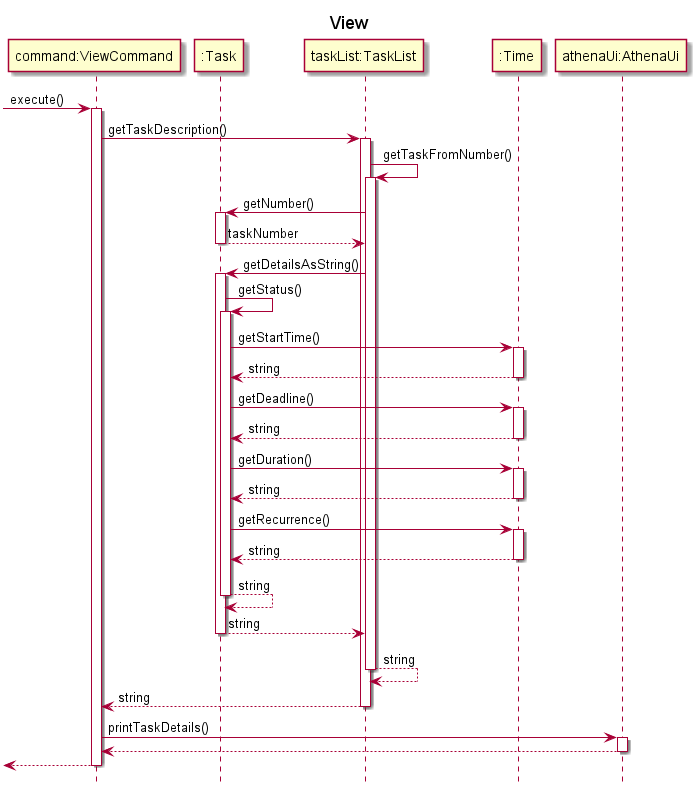 View
command:ViewCommand
:Task
taskList:TaskList
:Time
athenaUi:AthenaUi
execute()
getTaskDescription()
getTaskFromNumber()
getNumber()
taskNumber
getDetailsAsString()
getStatus()
getStartTime()
string
getDeadline()
string
getDuration()
string
getRecurrence()
string
string
string
string
string
printTaskDetails()